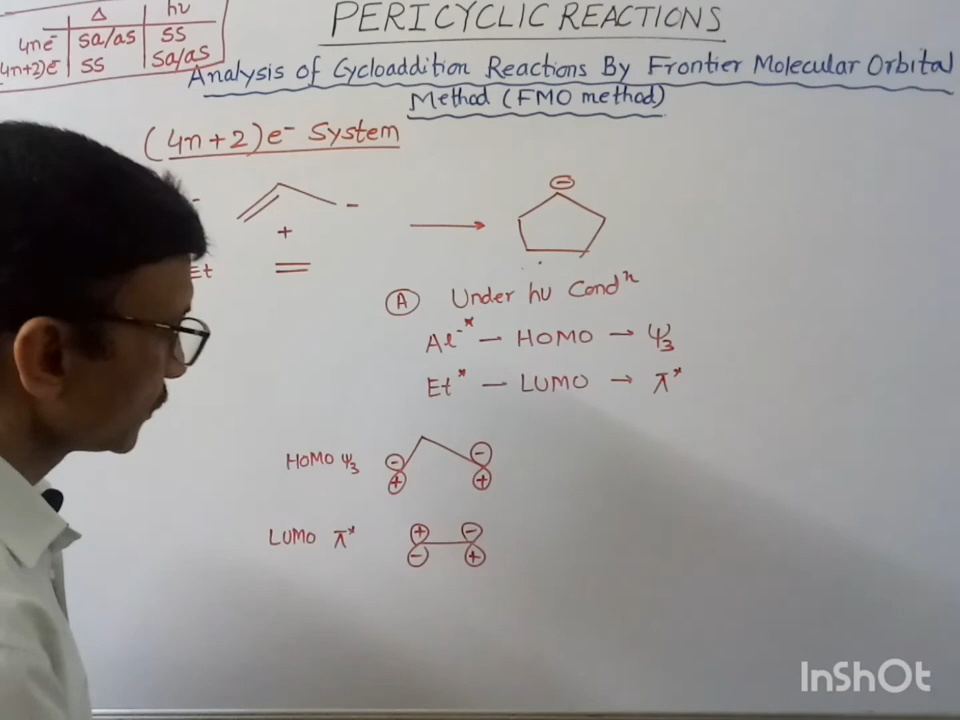 PERICYCLIC REACTIONS
Δ hν
4ne⁻ sa/as ss
4n+2)e⁻ ss sa/as
Analysis of Cycloaddition Reactions By Frontier Molecular Orbital
Method (FMO method)
(4n+2)e⁻ System
-
+
Et
⊖
Ⓐ Under hν Condⁿ
Al⁻* — HOMO → ψ₃
Et* — LUMO → π*
HOMO ψ₃ - + - +
LUMO π* + - - +
InShOt